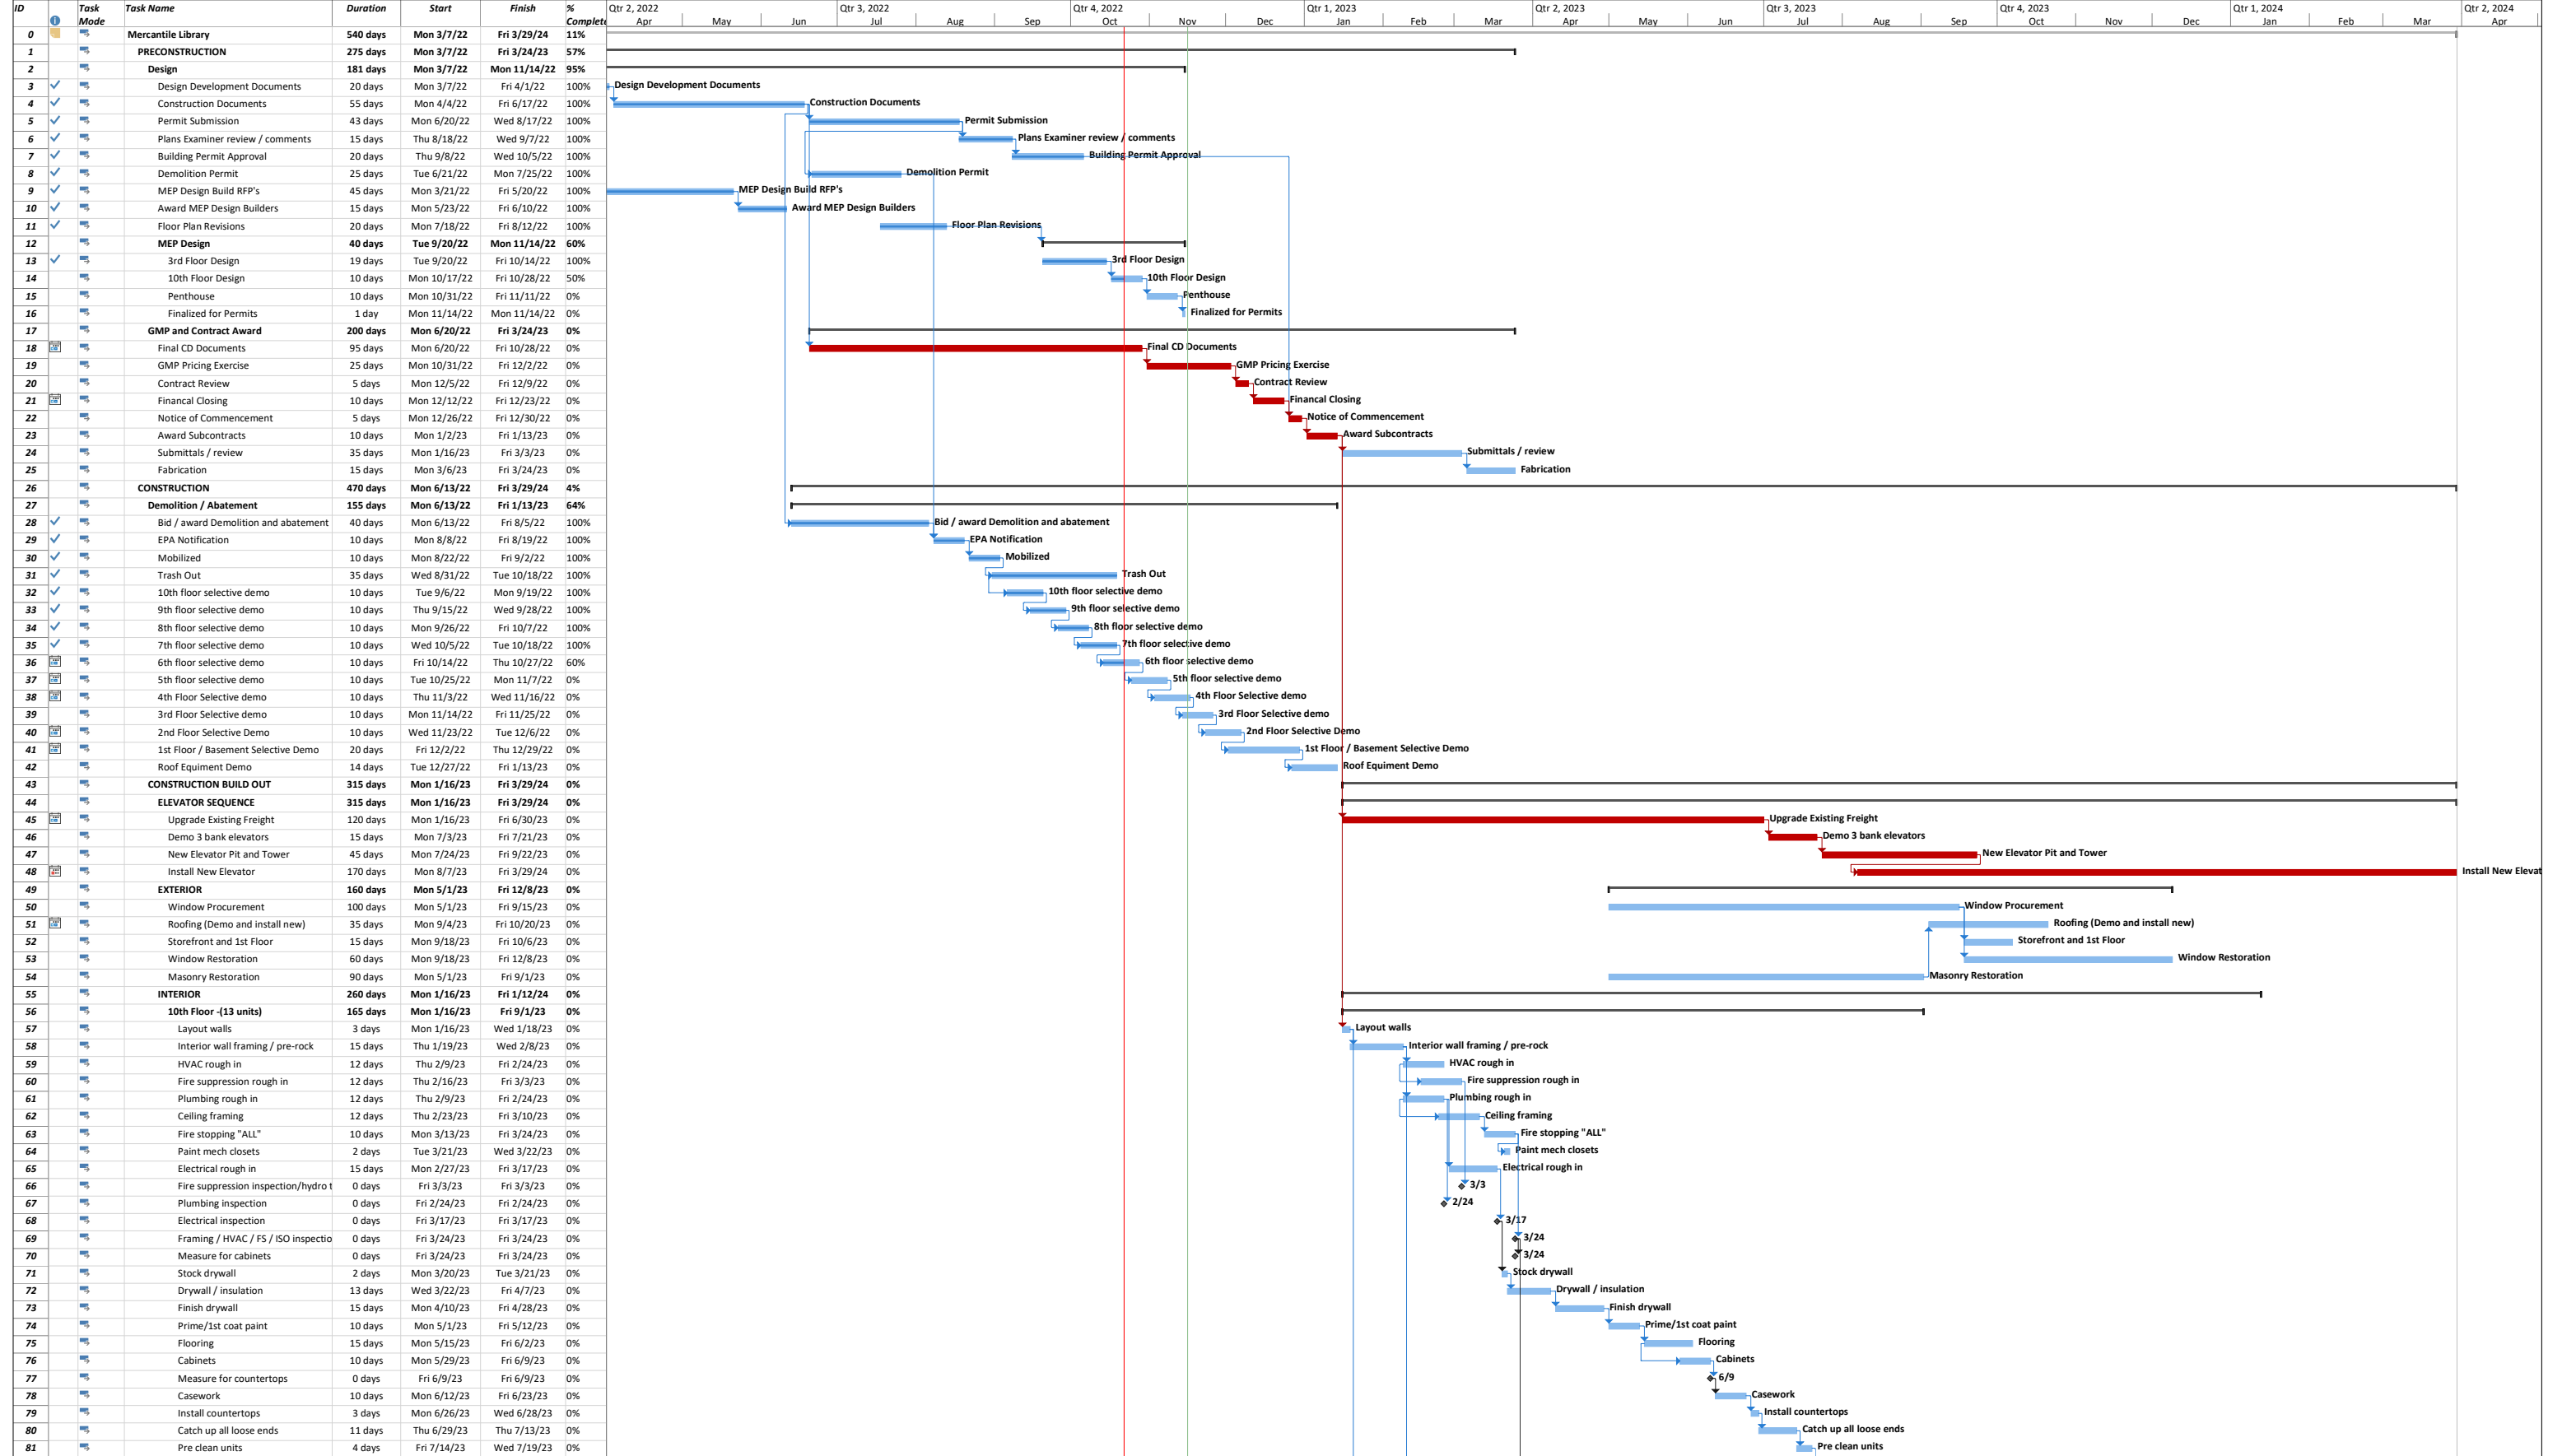 ID Task Mode Task Name Duration Start Finish % Complete Qtr 2, 2022 Qtr 3, 2022 Qtr 4, 2022 Qtr 1, 2023 Qtr 2, 2023 Qtr 3, 2023 Qtr 4, 2023 Qtr 1, 2024 Qtr 2, 2024
Apr May Jun Jul Aug Sep Oct Nov Dec Jan Feb Mar Apr May Jun Jul Aug Sep Oct Nov Dec Jan Feb Mar Apr
0 Mercantile Library 540 days Mon 3/7/22 Fri 3/29/24 11%
1 PRECONSTRUCTION 275 days Mon 3/7/22 Fri 3/24/23 57%
2 Design 181 days Mon 3/7/22 Mon 11/14/22 95%
3 Design Development Documents 20 days Mon 3/7/22 Fri 4/1/22 100% Design Development Documents
4 Construction Documents 55 days Mon 4/4/22 Fri 6/17/22 100% Construction Documents
5 Permit Submission 43 days Mon 6/20/22 Wed 8/17/22 100% Permit Submission
6 Plans Examiner review / comments 15 days Thu 8/18/22 Wed 9/7/22 100% Plans Examiner review / comments
7 Building Permit Approval 20 days Thu 9/8/22 Wed 10/5/22 100% Building Permit Approval
8 Demolition Permit 25 days Tue 6/21/22 Mon 7/25/22 100% Demolition Permit
9 MEP Design Build RFP's 45 days Mon 3/21/22 Fri 5/20/22 100% MEP Design Build RFP's
10 Award MEP Design Builders 15 days Mon 5/23/22 Fri 6/10/22 100% Award MEP Design Builders
11 Floor Plan Revisions 20 days Mon 7/18/22 Fri 8/12/22 100% Floor Plan Revisions
12 MEP Design 40 days Tue 9/20/22 Mon 11/14/22 60%
13 3rd Floor Design 19 days Tue 9/20/22 Fri 10/14/22 100% 3rd Floor Design
14 10th Floor Design 10 days Mon 10/17/22 Fri 10/28/22 50% 10th Floor Design
15 Penthouse 10 days Mon 10/31/22 Fri 11/11/22 0% Penthouse
16 Finalized for Permits 1 day Mon 11/14/22 Mon 11/14/22 0% Finalized for Permits
17 GMP and Contract Award 200 days Mon 6/20/22 Fri 3/24/23 0%
18 Final CD Documents 95 days Mon 6/20/22 Fri 10/28/22 0% Final CD Documents
19 GMP Pricing Exercise 25 days Mon 10/31/22 Fri 12/2/22 0% GMP Pricing Exercise
20 Contract Review 5 days Mon 12/5/22 Fri 12/9/22 0% Contract Review
21 Financal Closing 10 days Mon 12/12/22 Fri 12/23/22 0% Financal Closing
22 Notice of Commencement 5 days Mon 12/26/22 Fri 12/30/22 0% Notice of Commencement
23 Award Subcontracts 10 days Mon 1/2/23 Fri 1/13/23 0% Award Subcontracts
24 Submittals / review 35 days Mon 1/16/23 Fri 3/3/23 0% Submittals / review
25 Fabrication 15 days Mon 3/6/23 Fri 3/24/23 0% Fabrication
26 CONSTRUCTION 470 days Mon 6/13/22 Fri 3/29/24 4%
27 Demolition / Abatement 155 days Mon 6/13/22 Fri 1/13/23 64%
28 Bid / award Demolition and abatement 40 days Mon 6/13/22 Fri 8/5/22 100% Bid / award Demolition and abatement
29 EPA Notification 10 days Mon 8/8/22 Fri 8/19/22 100% EPA Notification
30 Mobilized 10 days Mon 8/22/22 Fri 9/2/22 100% Mobilized
31 Trash Out 35 days Wed 8/31/22 Tue 10/18/22 100% Trash Out
32 10th floor selective demo 10 days Tue 9/6/22 Mon 9/19/22 100% 10th floor selective demo
33 9th floor selective demo 10 days Thu 9/15/22 Wed 9/28/22 100% 9th floor selective demo
34 8th floor selective demo 10 days Mon 9/26/22 Fri 10/7/22 100% 8th floor selective demo
35 7th floor selective demo 10 days Wed 10/5/22 Tue 10/18/22 100% 7th floor selective demo
36 6th floor selective demo 10 days Fri 10/14/22 Thu 10/27/22 60% 6th floor selective demo
37 5th floor selective demo 10 days Tue 10/25/22 Mon 11/7/22 0% 5th floor selective demo
38 4th Floor Selective demo 10 days Thu 11/3/22 Wed 11/16/22 0% 4th Floor Selective demo
39 3rd Floor Selective demo 10 days Mon 11/14/22 Fri 11/25/22 0% 3rd Floor Selective demo
40 2nd Floor Selective Demo 10 days Wed 11/23/22 Tue 12/6/22 0% 2nd Floor Selective Demo
41 1st Floor / Basement Selective Demo 20 days Fri 12/2/22 Thu 12/29/22 0% 1st Floor / Basement Selective Demo
42 Roof Equiment Demo 14 days Tue 12/27/22 Fri 1/13/23 0% Roof Equiment Demo
43 CONSTRUCTION BUILD OUT 315 days Mon 1/16/23 Fri 3/29/24 0%
44 ELEVATOR SEQUENCE 315 days Mon 1/16/23 Fri 3/29/24 0%
45 Upgrade Existing Freight 120 days Mon 1/16/23 Fri 6/30/23 0% Upgrade Existing Freight
46 Demo 3 bank elevators 15 days Mon 7/3/23 Fri 7/21/23 0% Demo 3 bank elevators
47 New Elevator Pit and Tower 45 days Mon 7/24/23 Fri 9/22/23 0% New Elevator Pit and Tower
48 Install New Elevator 170 days Mon 8/7/23 Fri 3/29/24 0% Install New Elevat
49 EXTERIOR 160 days Mon 5/1/23 Fri 12/8/23 0%
50 Window Procurement 100 days Mon 5/1/23 Fri 9/15/23 0% Window Procurement
51 Roofing (Demo and install new) 35 days Mon 9/4/23 Fri 10/20/23 0% Roofing (Demo and install new)
52 Storefront and 1st Floor 15 days Mon 9/18/23 Fri 10/6/23 0% Storefront and 1st Floor
53 Window Restoration 60 days Mon 9/18/23 Fri 12/8/23 0% Window Restoration
54 Masonry Restoration 90 days Mon 5/1/23 Fri 9/1/23 0% Masonry Restoration
55 INTERIOR 260 days Mon 1/16/23 Fri 1/12/24 0%
56 10th Floor -(13 units) 165 days Mon 1/16/23 Fri 9/1/23 0%
57 Layout walls 3 days Mon 1/16/23 Wed 1/18/23 0% Layout walls
58 Interior wall framing / pre-rock 15 days Thu 1/19/23 Wed 2/8/23 0% Interior wall framing / pre-rock
59 HVAC rough in 12 days Thu 2/9/23 Fri 2/24/23 0% HVAC rough in
60 Fire suppression rough in 12 days Thu 2/16/23 Fri 3/3/23 0% Fire suppression rough in
61 Plumbing rough in 12 days Thu 2/9/23 Fri 2/24/23 0% Plumbing rough in
62 Ceiling framing 12 days Thu 2/23/23 Fri 3/10/23 0% Ceiling framing
63 Fire stopping "ALL" 10 days Mon 3/13/23 Fri 3/24/23 0% Fire stopping "ALL"
64 Paint mech closets 2 days Tue 3/21/23 Wed 3/22/23 0% Paint mech closets
65 Electrical rough in 15 days Mon 2/27/23 Fri 3/17/23 0% Electrical rough in
66 Fire suppression inspection/hydro t 0 days Fri 3/3/23 Fri 3/3/23 0% 3/3
67 Plumbing inspection 0 days Fri 2/24/23 Fri 2/24/23 0% 2/24
68 Electrical inspection 0 days Fri 3/17/23 Fri 3/17/23 0% 3/17
69 Framing / HVAC / FS / ISO inspectio 0 days Fri 3/24/23 Fri 3/24/23 0% 3/24
70 Measure for cabinets 0 days Fri 3/24/23 Fri 3/24/23 0% 3/24
71 Stock drywall 2 days Mon 3/20/23 Tue 3/21/23 0% Stock drywall
72 Drywall / insulation 13 days Wed 3/22/23 Fri 4/7/23 0% Drywall / insulation
73 Finish drywall 15 days Mon 4/10/23 Fri 4/28/23 0% Finish drywall
74 Prime/1st coat paint 10 days Mon 5/1/23 Fri 5/12/23 0% Prime/1st coat paint
75 Flooring 15 days Mon 5/15/23 Fri 6/2/23 0% Flooring
76 Cabinets 10 days Mon 5/29/23 Fri 6/9/23 0% Cabinets
77 Measure for countertops 0 days Fri 6/9/23 Fri 6/9/23 0% 6/9
78 Casework 10 days Mon 6/12/23 Fri 6/23/23 0% Casework
79 Install countertops 3 days Mon 6/26/23 Wed 6/28/23 0% Install countertops
80 Catch up all loose ends 11 days Thu 6/29/23 Thu 7/13/23 0% Catch up all loose ends
81 Pre clean units 4 days Fri 7/14/23 Wed 7/19/23 0% Pre clean units